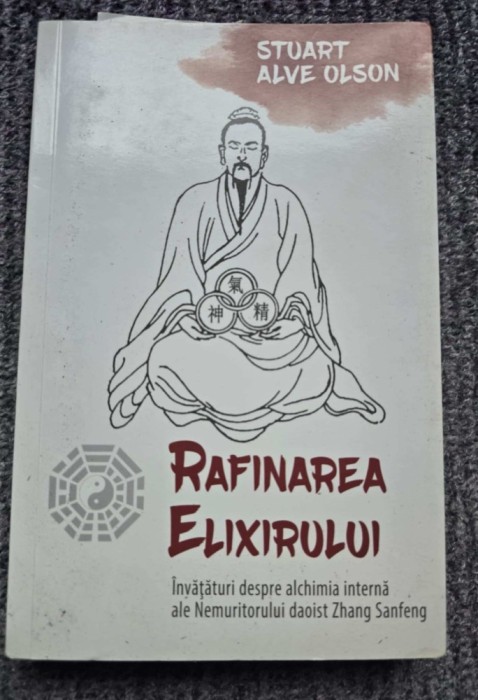 STUART
ALVE OLSON
氣
神 精
RAFINAREA
ELIXIRULUI
Învățături despre alchimia internă
ale Nemuritorului daoist Zhang Sanfeng